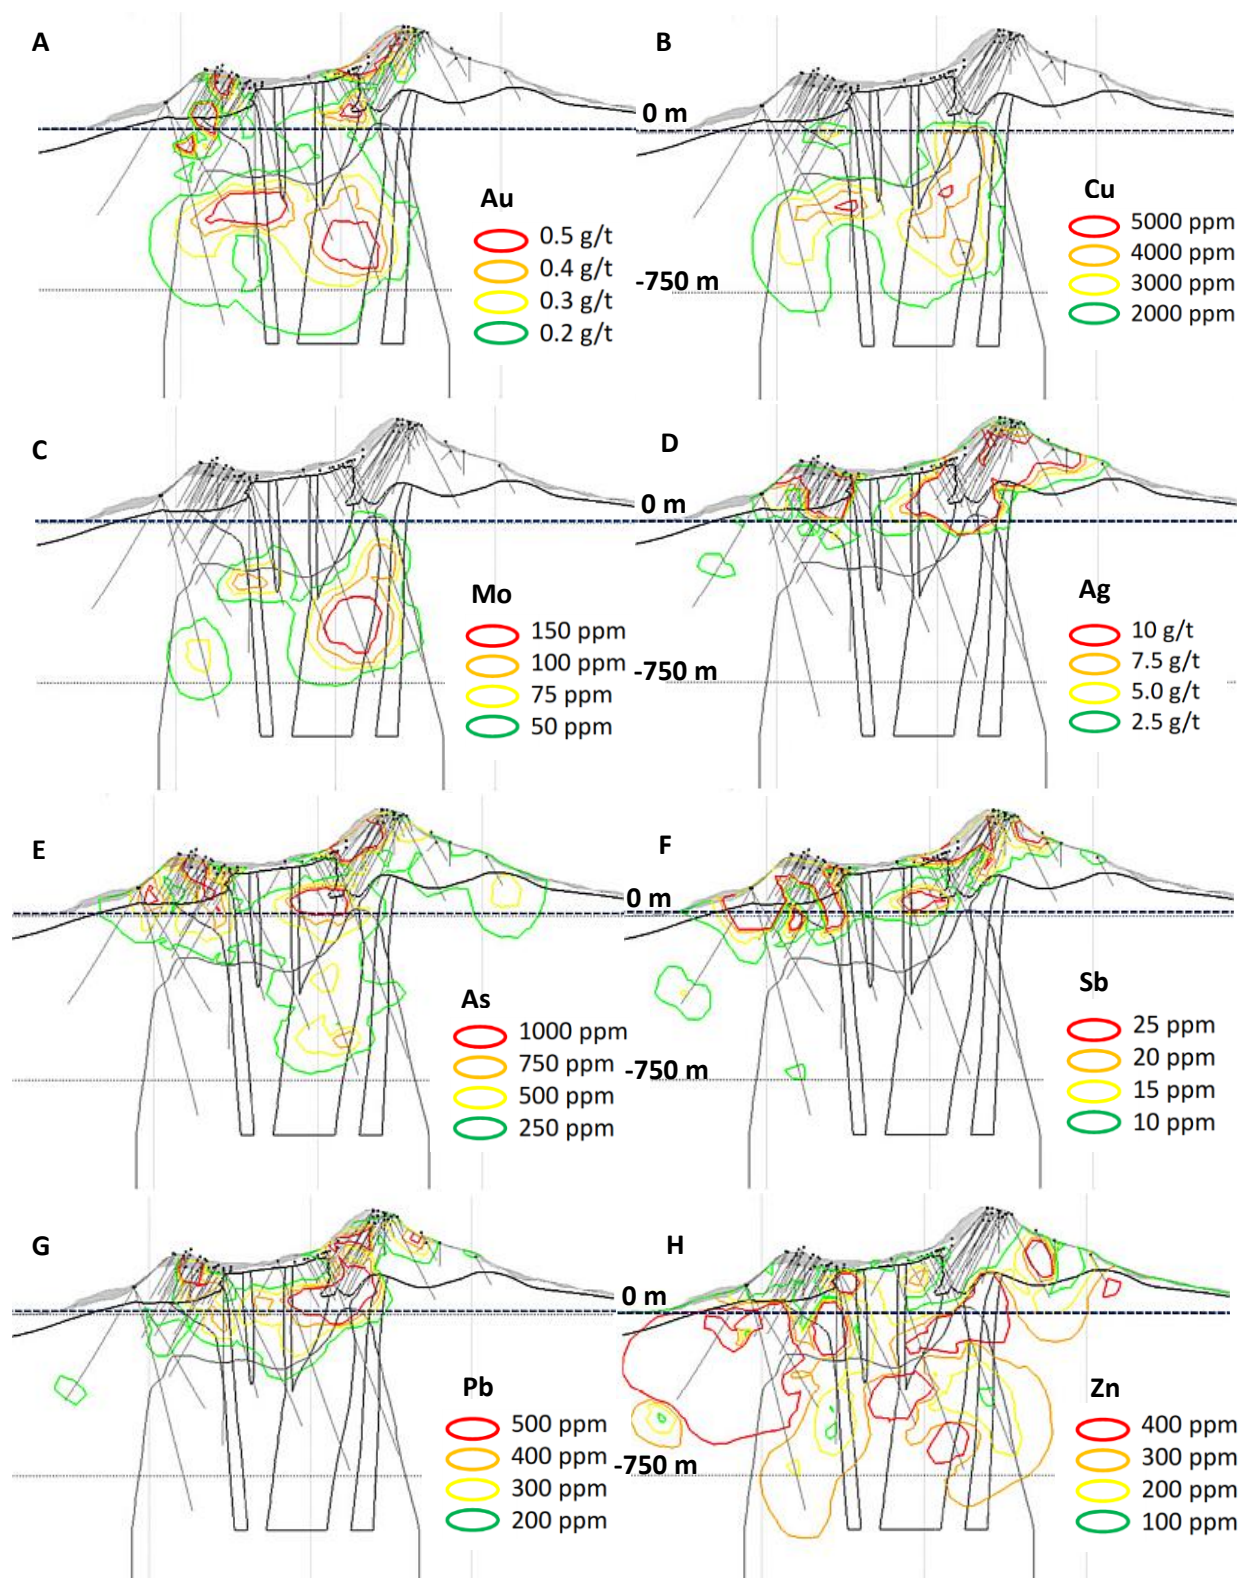 A
Au
0.5 g/t
0.4 g/t
0.3 g/t
0.2 g/t
B
0 m
Cu
5000 ppm
4000 ppm
3000 ppm
2000 ppm
-750 m
C
Mo
150 ppm
100 ppm
75 ppm
50 ppm
D
0 m
Ag
10 g/t
7.5 g/t
5.0 g/t
2.5 g/t
-750 m
E
As
1000 ppm
750 ppm
500 ppm
250 ppm
F
0 m
Sb
25 ppm
20 ppm
15 ppm
10 ppm
-750 m
G
Pb
500 ppm
400 ppm
300 ppm
200 ppm
H
0 m
Zn
400 ppm
300 ppm
200 ppm
100 ppm
-750 m